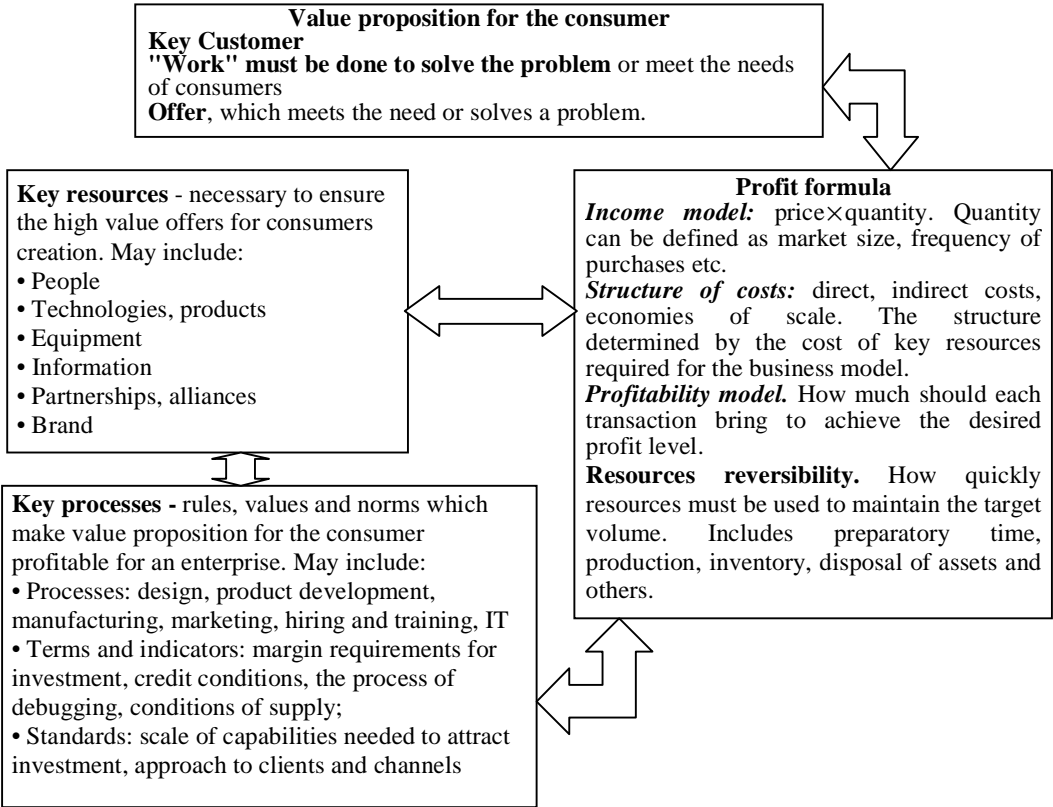 Value proposition for the consumer
Key Customer
"Work" must be done to solve the problem or meet the needs
of consumers
Offer, which meets the need or solves a problem.
Key resources - necessary to ensure
the high value offers for consumers
creation. May include:
• People
• Technologies, products
• Equipment
• Information
• Partnerships, alliances
• Brand
Profit formula
Income model: price×quantity. Quantity
can be defined as market size, frequency of
purchases etc.
Structure of costs: direct, indirect costs,
economies of scale. The structure
determined by the cost of key resources
required for the business model.
Profitability model. How much should each
transaction bring to achieve the desired
profit level.
Resources reversibility. How quickly
resources must be used to maintain the target
volume. Includes preparatory time,
production, inventory, disposal of assets and
others.
Key processes - rules, values and norms which
make value proposition for the consumer
profitable for an enterprise. May include:
• Processes: design, product development,
manufacturing, marketing, hiring and training, IT
• Terms and indicators: margin requirements for
investment, credit conditions, the process of
debugging, conditions of supply;
• Standards: scale of capabilities needed to attract
investment, approach to clients and channels